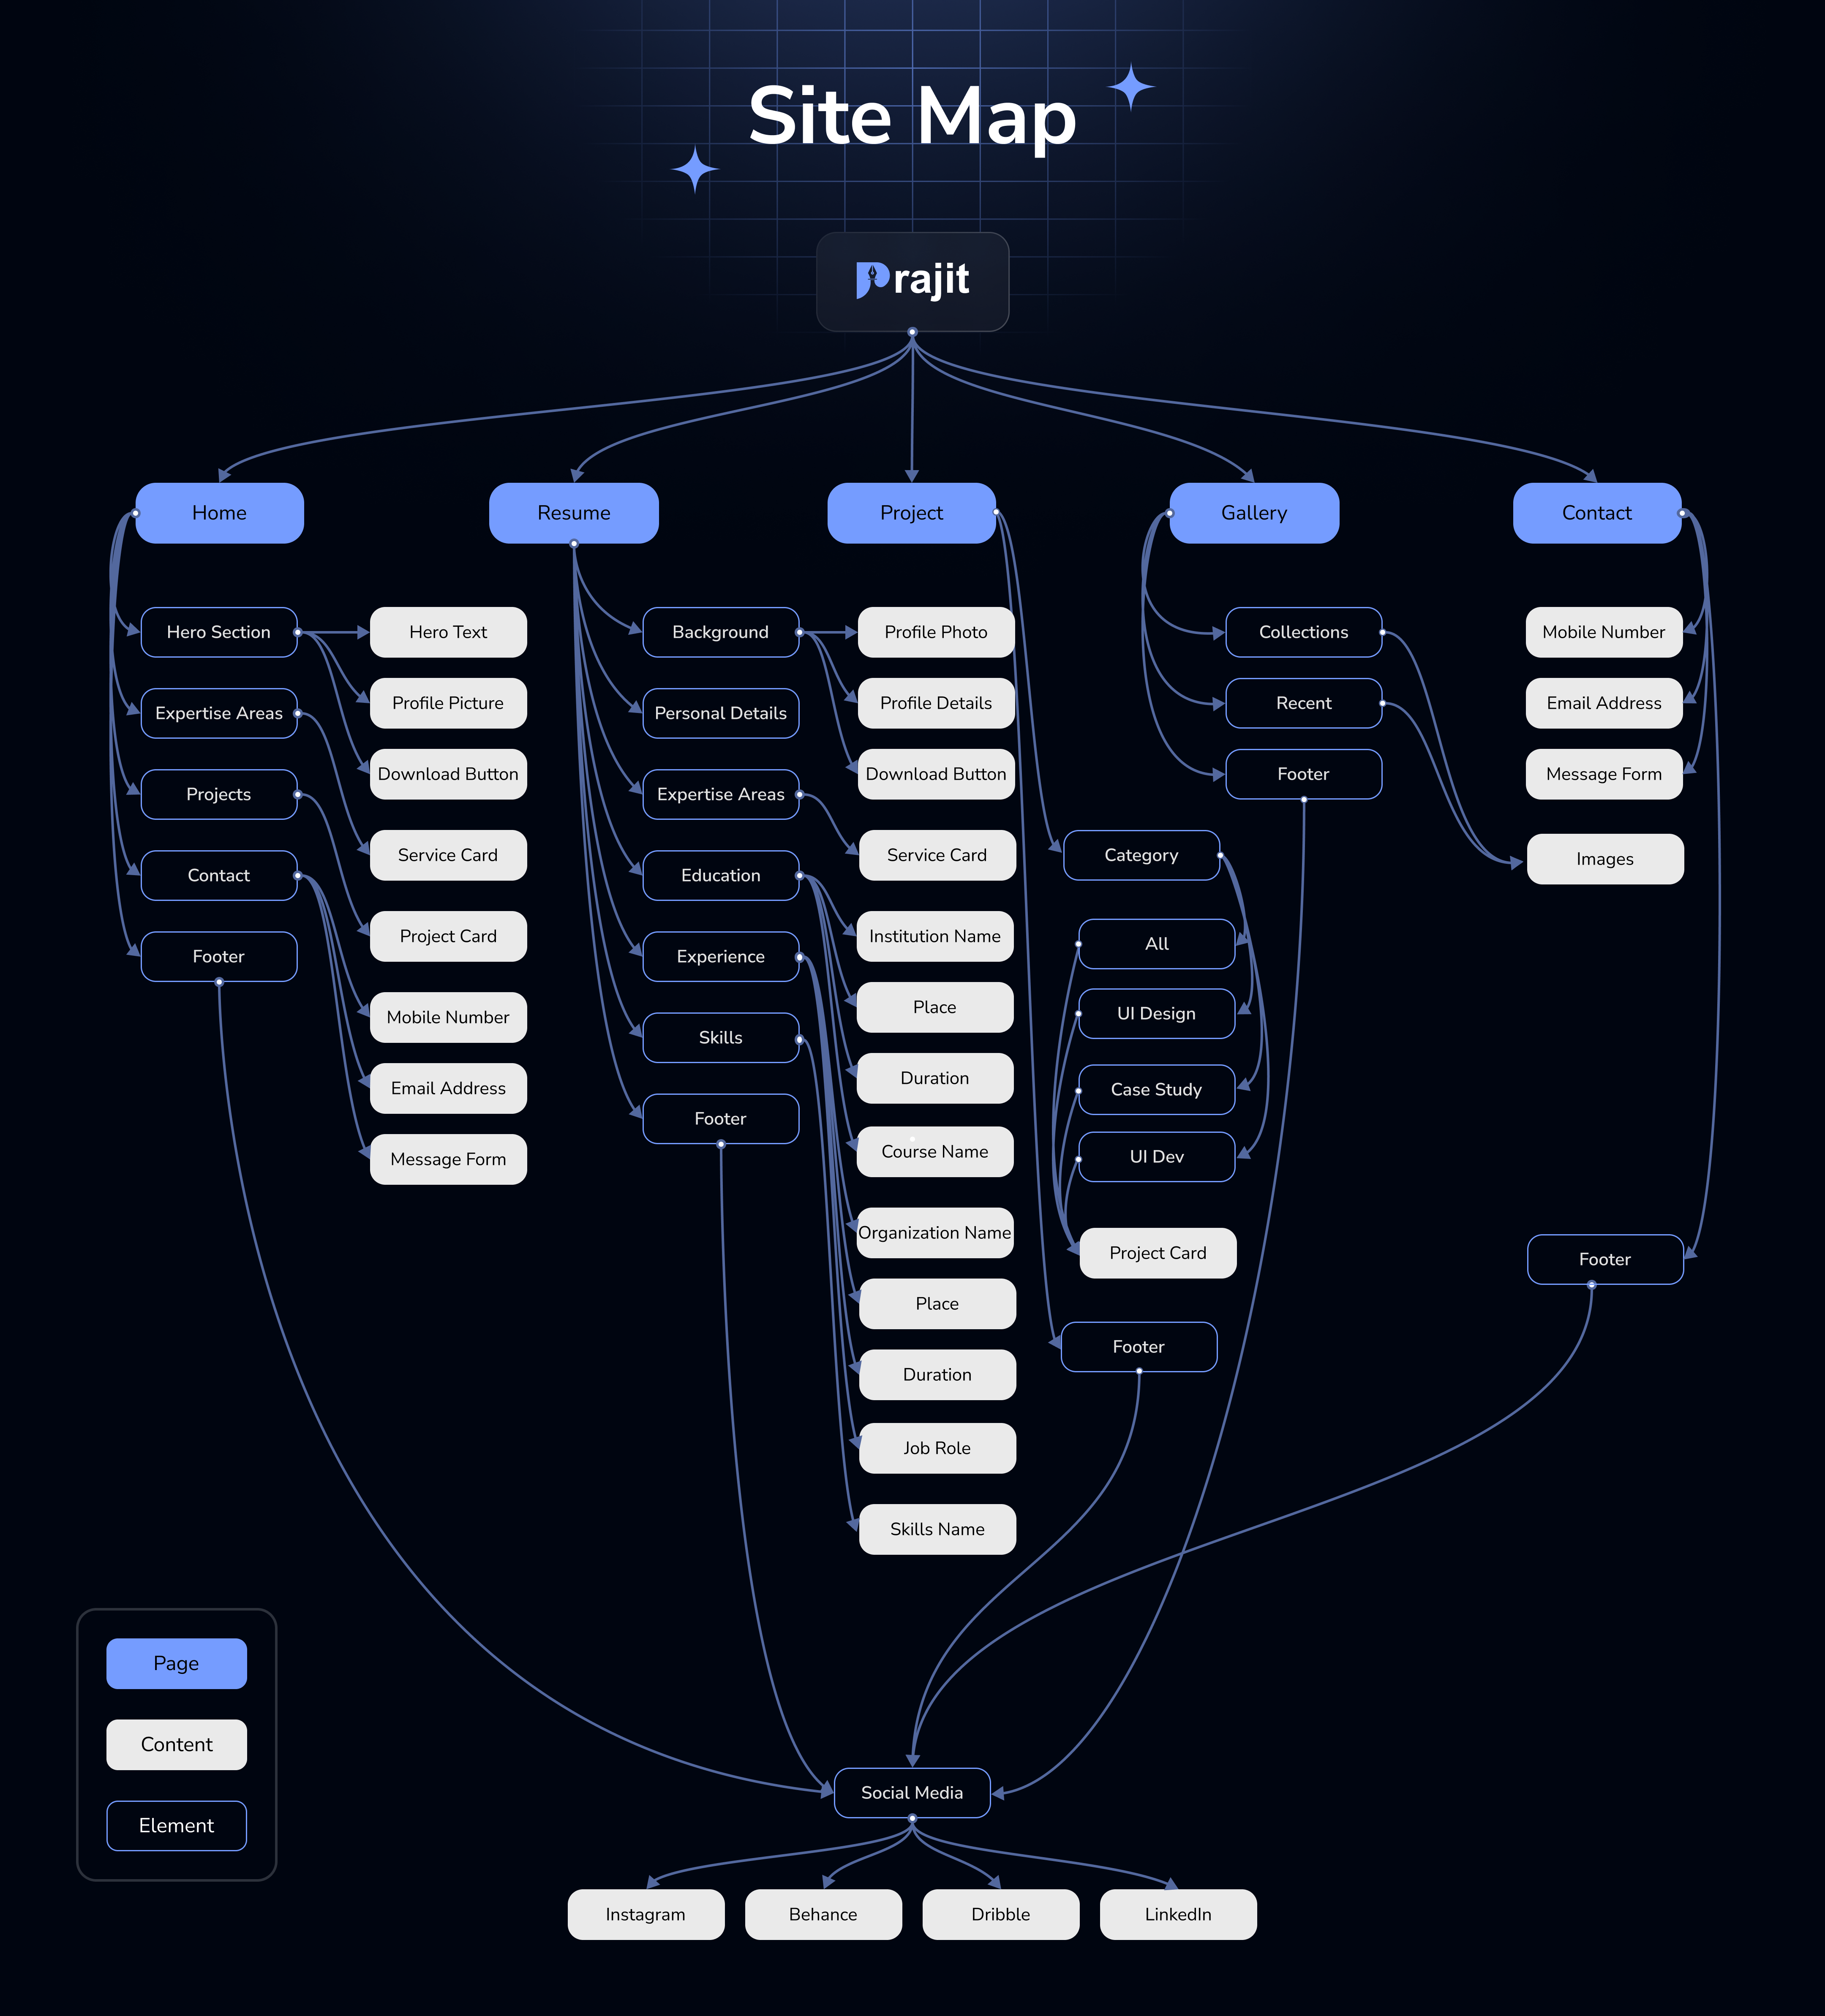 Site Map
Prajit
Home
Resume
Project
Gallery
Contact
Hero Section
Expertise Areas
Projects
Contact
Footer
Hero Text
Profile Picture
Download Button
Service Card
Project Card
Mobile Number
Email Address
Message Form
Background
Personal Details
Expertise Areas
Education
Experience
Skills
Footer
Profile Photo
Profile Details
Download Button
Service Card
Institution Name
Place
Duration
Course Name
Organization Name
Place
Duration
Job Role
Skills Name
Category
All
UI Design
Case Study
UI Dev
Project Card
Footer
Collections
Recent
Footer
Mobile Number
Email Address
Message Form
Images
Footer
Page
Content
Element
Social Media
Instagram
Behance
Dribble
LinkedIn